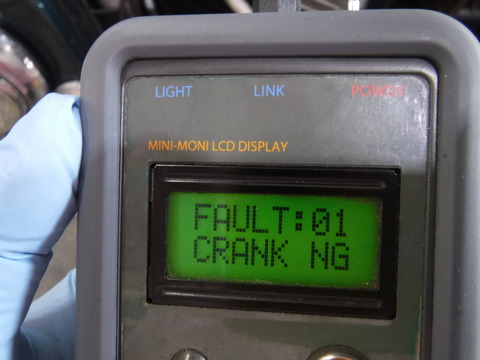 LIGHT LINK POWER
MINI-MONI LCD DISPLAY
FAULT:01
CRANK NG